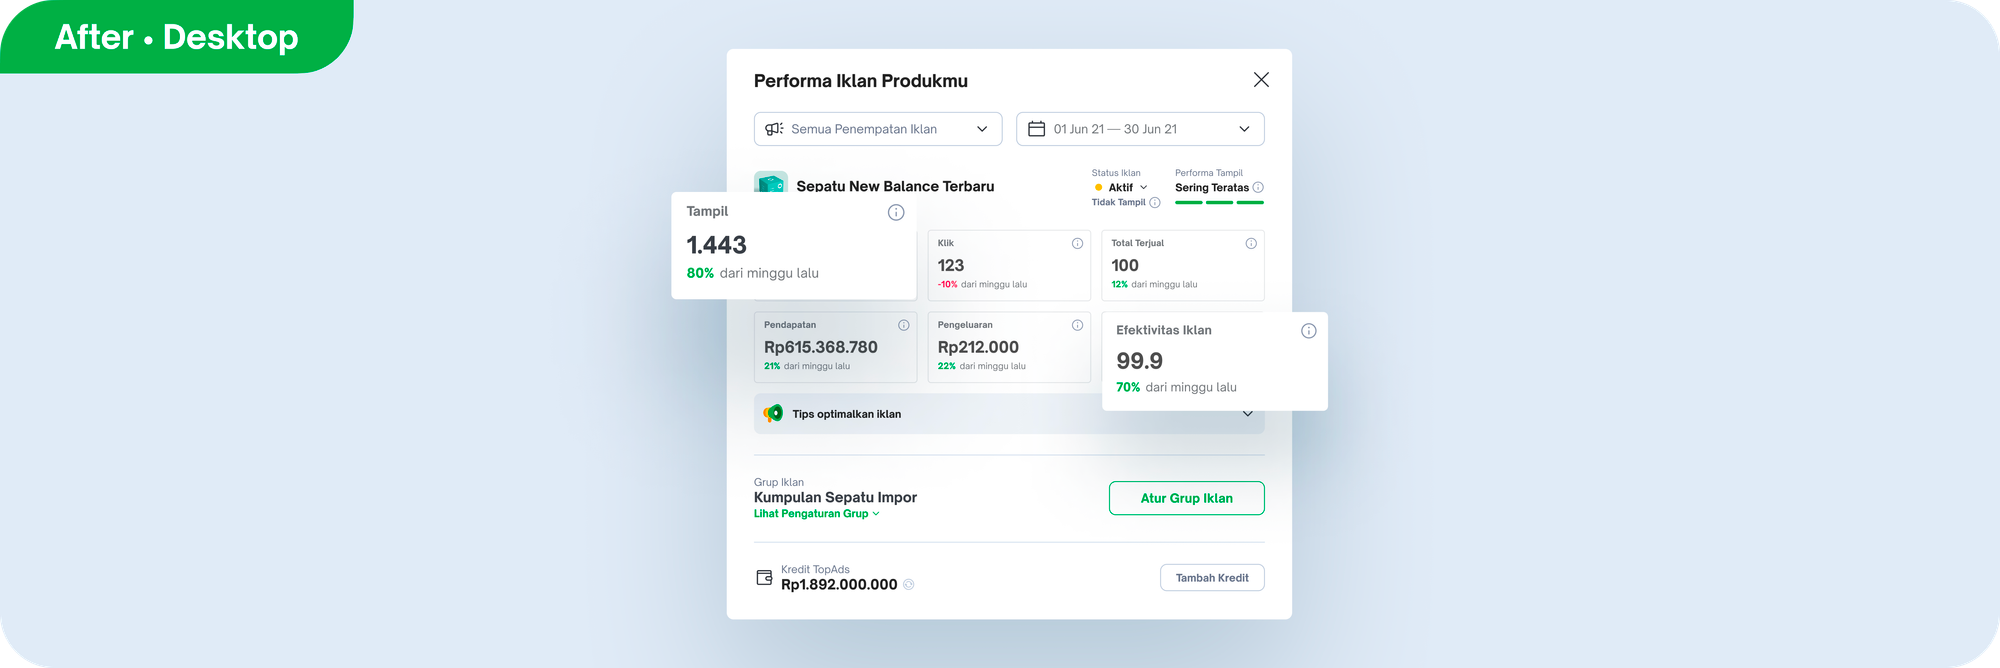 After • Desktop
Performa Iklan Produkmu
Semua Penempatan Iklan
01 Jun 21 — 30 Jun 21
Sepatu New Balance Terbaru
Status Iklan
Aktif
Tidak Tampil
Performa Tampil
Sering Teratas
Tampil
1.443
80% dari minggu lalu
Klik
123
-10% dari minggu lalu
Total Terjual
100
12% dari minggu lalu
Pendapatan
Rp615.368.780
21% dari minggu lalu
Pengeluaran
Rp212.000
22% dari minggu lalu
Efektivitas Iklan
99.9
70% dari minggu lalu
Tips optimalkan iklan
Grup Iklan
Kumpulan Sepatu Impor
Lihat Pengaturan Grup
Atur Grup Iklan
Kredit TopAds
Rp1.892.000.000
Tambah Kredit